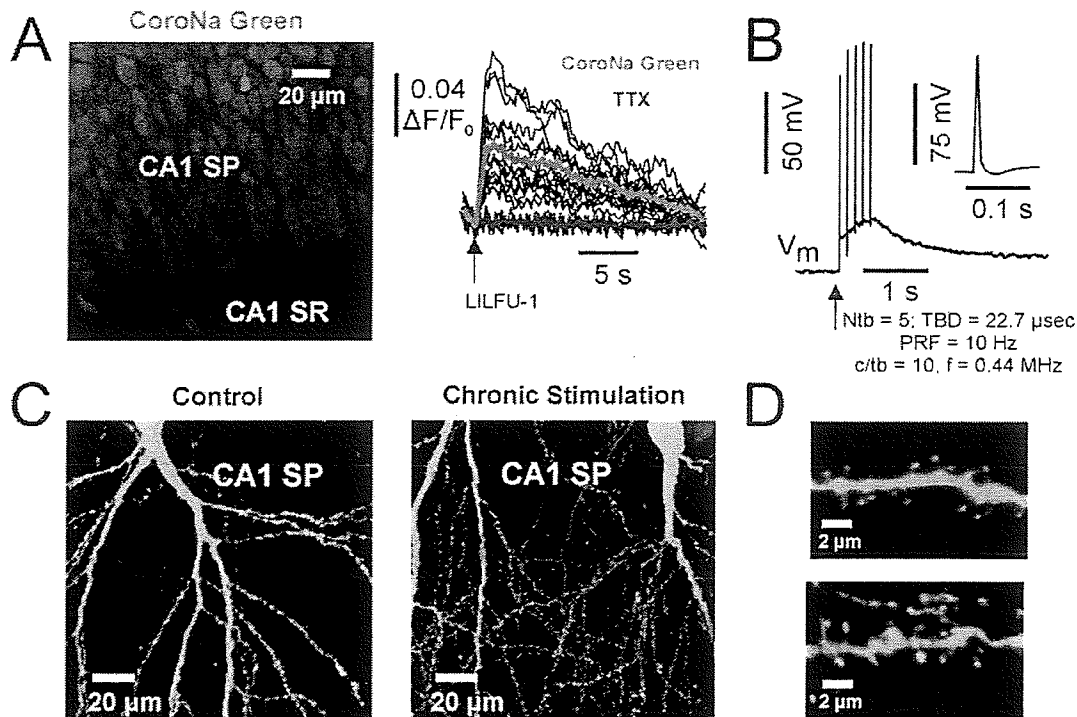 A
CoroNa Green
20 µm
CA1 SP
CA1 SR
0.04
ΔF/Fo
CoroNa Green
TTX
5 s
LILFU-1
B
50 mV
75 mV
0.1 s
Vm
1 s
Ntb = 5; TBD = 22.7 µsec
PRF = 10 Hz
c/tb = 10, f = 0.44 MHz
C
Control
CA1 SP
20 µm
Chronic Stimulation
CA1 SP
20 µm
D
2 µm
2 µm